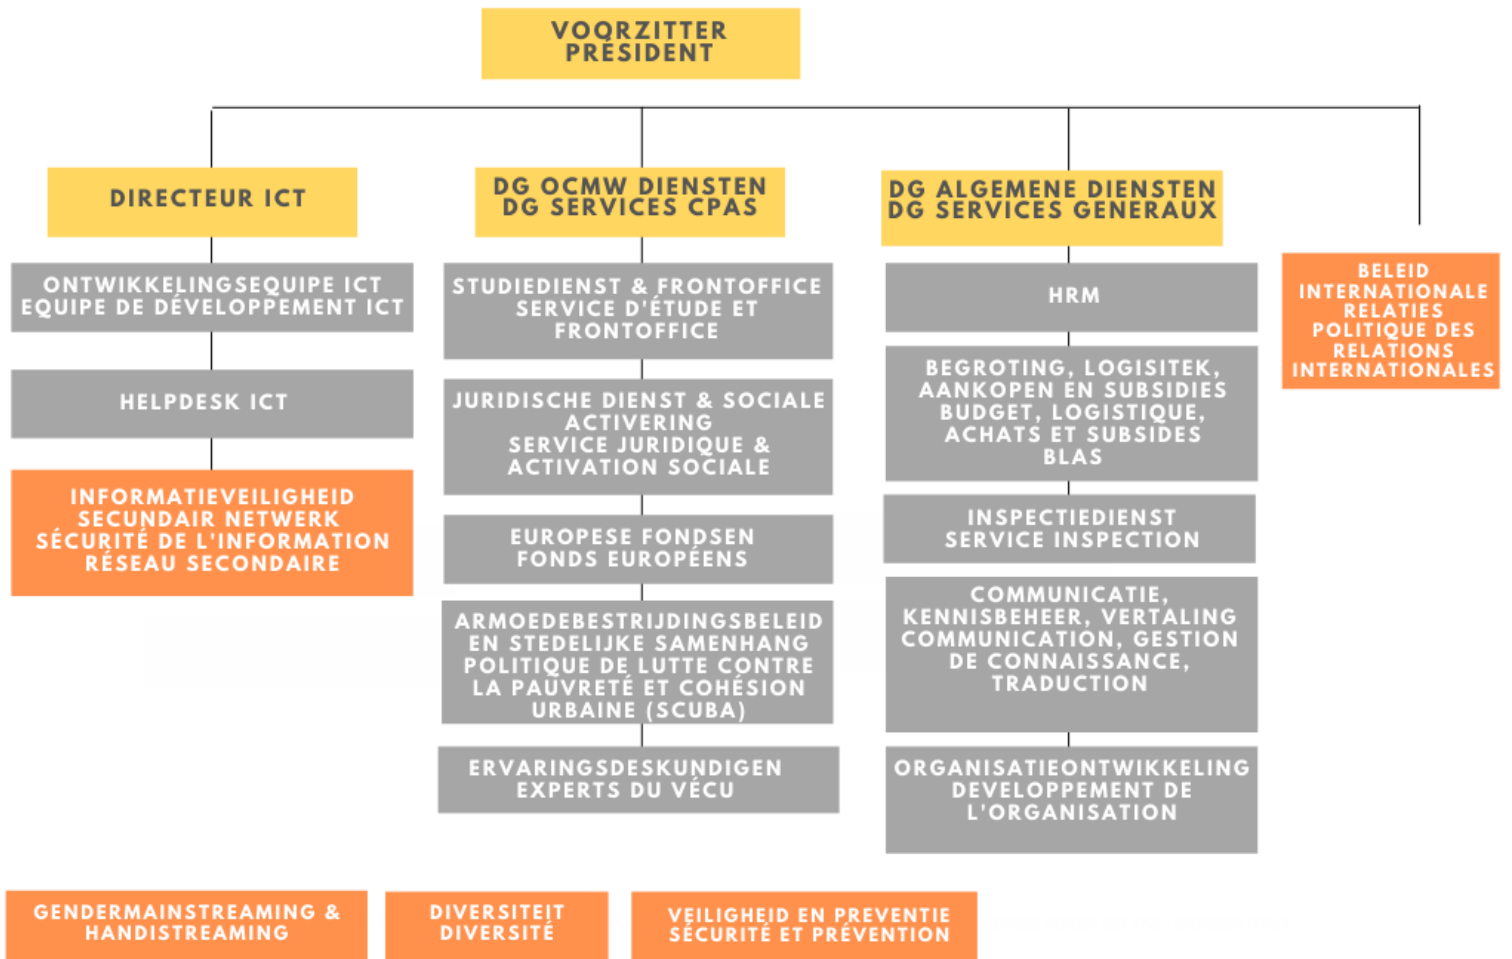 VOORZITTER
PRÉSIDENT
DIRECTEUR ICT
ONTWIKKELINGSEQUIPE ICT
EQUIPE DE DÉVELOPPEMENT ICT
HELPDESK ICT
INFORMATIEVEILIGHEID
SECUNDAIR NETWERK
SÉCURITÉ DE L'INFORMATION
RÉSEAU SECONDAIRE
DG OCMW DIENSTEN
DG SERVICES CPAS
STUDIEDIENST & FRONTOFFICE
SERVICE D'ÉTUDE ET
FRONTOFFICE
JURIDISCHE DIENST & SOCIALE
ACTIVERING
SERVICE JURIDIQUE &
ACTIVATION SOCIALE
EUROPESE FONDSEN
FONDS EUROPÉENS
ARMOEDEBESTRIJDINGSBELEID
EN STEDELIJKE SAMENHANG
POLITIQUE DE LUTTE CONTRE
LA PAUVRETÉ ET COHÉSION
URBAINE (SCUBA)
ERVARINGSDESKUNDIGEN
EXPERTS DU VÉCU
DG ALGEMENE DIENSTEN
DG SERVICES GENERAUX
HRM
BEGROTING, LOGISITEK,
AANKOPEN EN SUBSIDIES
BUDGET, LOGISTIQUE,
ACHATS ET SUBSIDES
BLAS
INSPECTIEDIENST
SERVICE INSPECTION
COMMUNICATIE,
KENNISBEHEER, VERTALING
COMMUNICATION, GESTION
DE CONNAISSANCE,
TRADUCTION
ORGANISATIEONTWIKKELING
DEVELOPPEMENT DE
L'ORGANISATION
BELEID
INTERNATIONALE
RELATIES
POLITIQUE DES
RELATIONS
INTERNATIONALES
GENDERMAINSTREAMING &
HANDISTREAMING
DIVERSITEIT
DIVERSITÉ
VEILIGHEID EN PREVENTIE
SÉCURITÉ ET PRÉVENTION